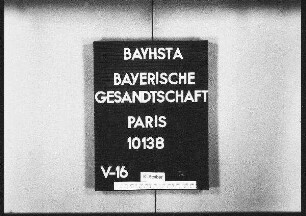 BAYHSTA
BAYERISCHE
GESANDTSCHAFT
PARIS
10138
V-16